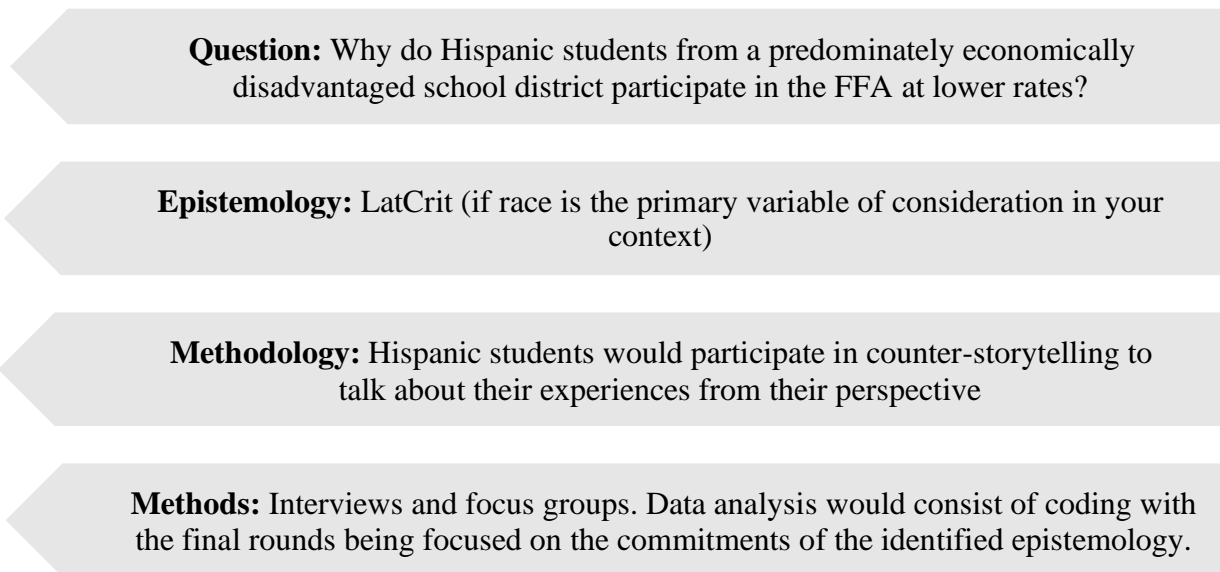 Question: Why do Hispanic students from a predominately economically
disadvantaged school district participate in the FFA at lower rates?
Epistemology: LatCrit (if race is the primary variable of consideration in your
context)
Methodology: Hispanic students would participate in counter-storytelling to
talk about their experiences from their perspective
Methods: Interviews and focus groups. Data analysis would consist of coding with
the final rounds being focused on the commitments of the identified epistemology.